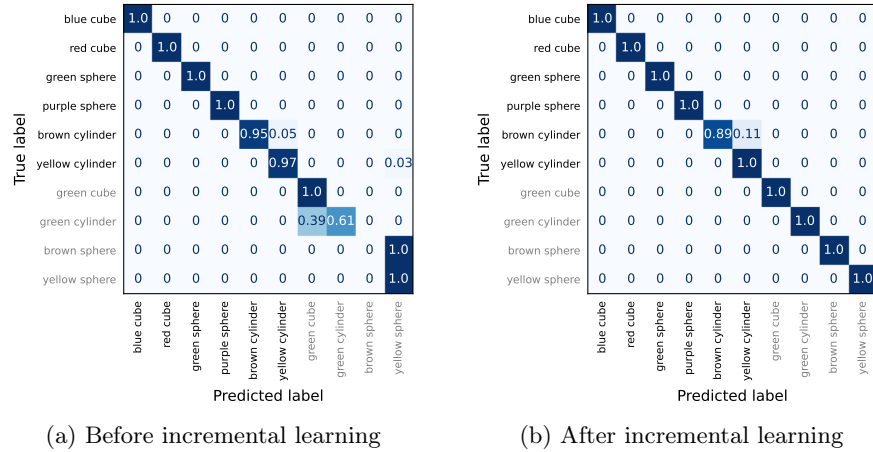 True label
blue cube 1.0 0 0 0 0 0 0 0 0 0
red cube 0 1.0 0 0 0 0 0 0 0 0
green sphere 0 0 1.0 0 0 0 0 0 0 0
purple sphere 0 0 0 1.0 0 0 0 0 0 0
brown cylinder 0 0 0 0 0.95 0.05 0 0 0 0
yellow cylinder 0 0 0 0 0 0.97 0 0 0 0.03
green cube 0 0 0 0 0 0 1.0 0 0 0
green cylinder 0 0 0 0 0 0 0.39 0.61 0 0
brown sphere 0 0 0 0 0 0 0 0 0 1.0
yellow sphere 0 0 0 0 0 0 0 0 0 1.0
blue cube
red cube
green sphere
purple sphere
brown cylinder
yellow cylinder
green cube
green cylinder
brown sphere
yellow sphere
Predicted label
(a) Before incremental learning
True label
blue cube 1.0 0 0 0 0 0 0 0 0 0
red cube 0 1.0 0 0 0 0 0 0 0 0
green sphere 0 0 1.0 0 0 0 0 0 0 0
purple sphere 0 0 0 1.0 0 0 0 0 0 0
brown cylinder 0 0 0 0 0.89 0.11 0 0 0 0
yellow cylinder 0 0 0 0 0 1.0 0 0 0 0
green cube 0 0 0 0 0 0 1.0 0 0 0
green cylinder 0 0 0 0 0 0 0 1.0 0 0
brown sphere 0 0 0 0 0 0 0 0 1.0 0
yellow sphere 0 0 0 0 0 0 0 0 0 1.0
blue cube
red cube
green sphere
purple sphere
brown cylinder
yellow cylinder
green cube
green cylinder
brown sphere
yellow sphere
Predicted label
(b) After incremental learning